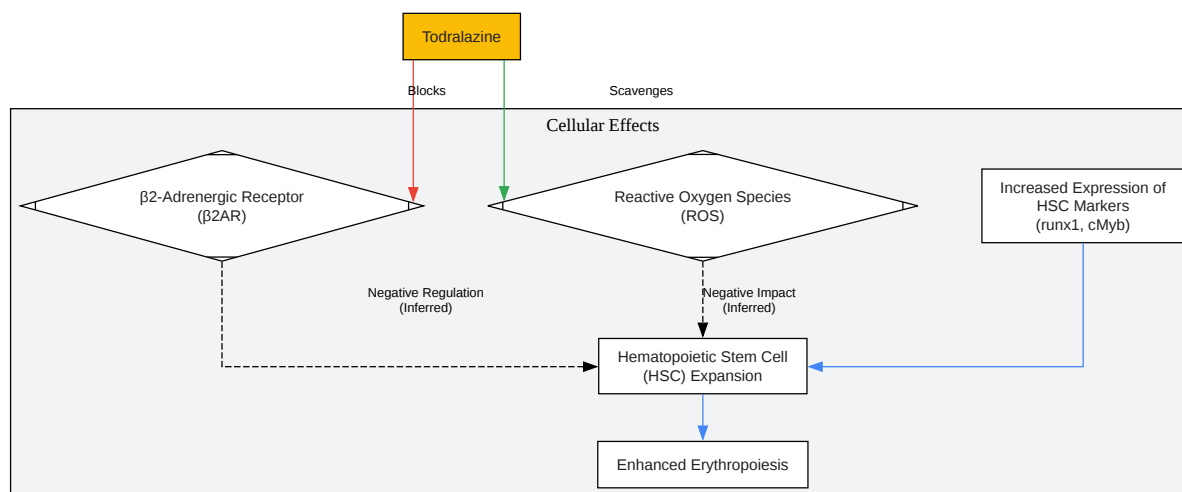 Todralazine
Blocks
Scavenges
Cellular Effects
β2-Adrenergic Receptor
(β2AR)
Reactive Oxygen Species
(ROS)
Increased Expression of
HSC Markers
(runx1, cMyb)
Negative Regulation
(Inferred)
Negative Impact
(Inferred)
Hematopoietic Stem Cell
(HSC) Expansion
Enhanced Erythropoiesis